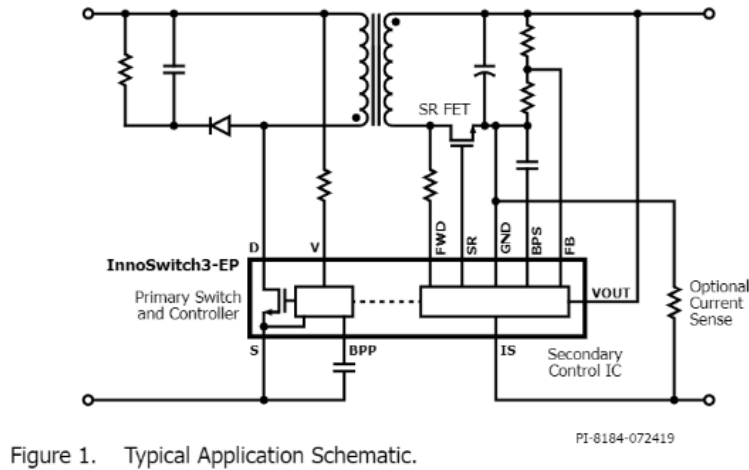 SR FET
D
V
FWD
SR
GND
BPS
FB
InnoSwitch3-EP
Primary Switch
and Controller
VOUT
Optional
Current
Sense
S
BPP
IS
Secondary
Control IC
PI-8184-072419
Figure 1. Typical Application Schematic.